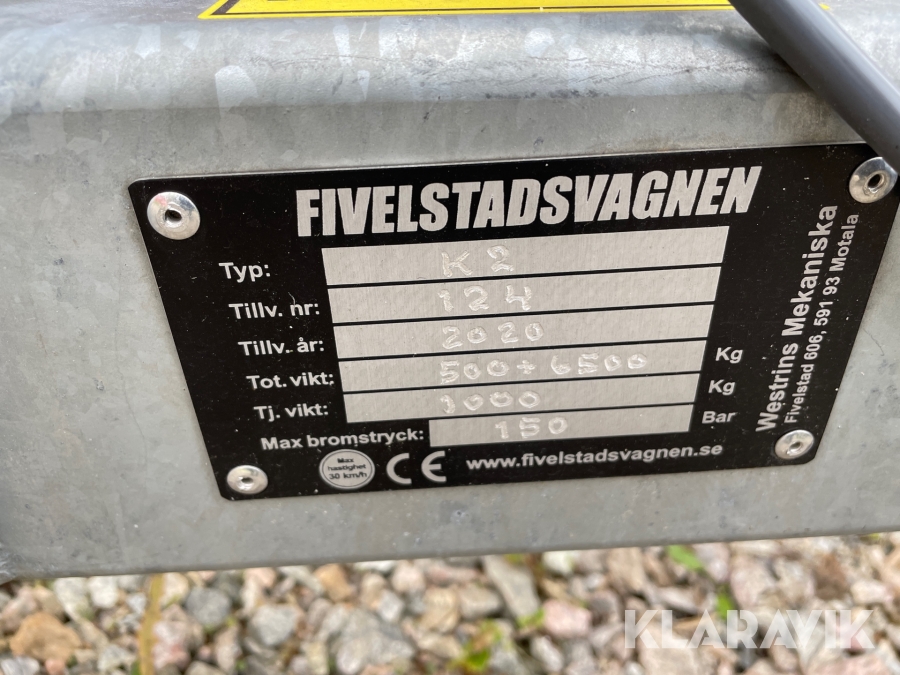 FIVELSTADSVAGNEN
Typ: K2
Tillv. nr: 124
Tillv. år: 2020
Tot. vikt: 500+6500 Kg
Tj. vikt: 1000 Kg
Max bromstryck: 150 Bar
Max
hastighet
30 km/h
CE
www.fivelstadsvagnen.se
Westrins Mekaniska
Fivelstad 606, 591 93 Motala
KLARAVIK